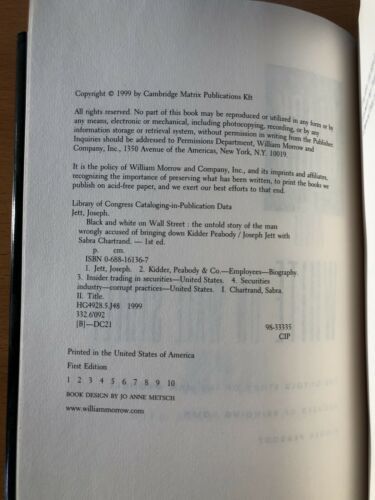 Copyright © 1999 by Cambridge Matrix Publications Kft
All rights reserved. No part of this book may be reproduced or utilized in any form or by
any means, electronic or mechanical, including photocopying, recording, or by any
information storage or retrieval system, without permission in writing from the Publisher.
Inquiries should be addressed to Permissions Department, William Morrow and
Company, Inc., 1350 Avenue of the Americas, New York, N.Y. 10019.
It is the policy of William Morrow and Company, Inc., and its imprints and affiliates,
recognizing the importance of preserving what has been written, to print the books we
publish on acid-free paper, and we exert our best efforts to that end.
Library of Congress Cataloging-in-Publication Data
Jett, Joseph.
Black and white on Wall Street : the untold story of the man
wrongly accused of bringing down Kidder Peabody / Joseph Jett with
Sabra Chartrand. — 1st ed.
p. cm.
ISBN 0-688-16136-7
1. Jett, Joseph. 2. Kidder, Peabody & Co.—Employees—Biography.
3. Insider trading in securities—United States. 4. Securities
industry—corrupt practices—United States. I. Chartrand, Sabra.
II. Title.
HG4928.5.J48 1999
332.6'092
[B]—DC21 98-33335
CIP
Printed in the United States of America
First Edition
1 2 3 4 5 6 7 8 9 10
BOOK DESIGN BY JO ANNE METSCH
www.williammorrow.com